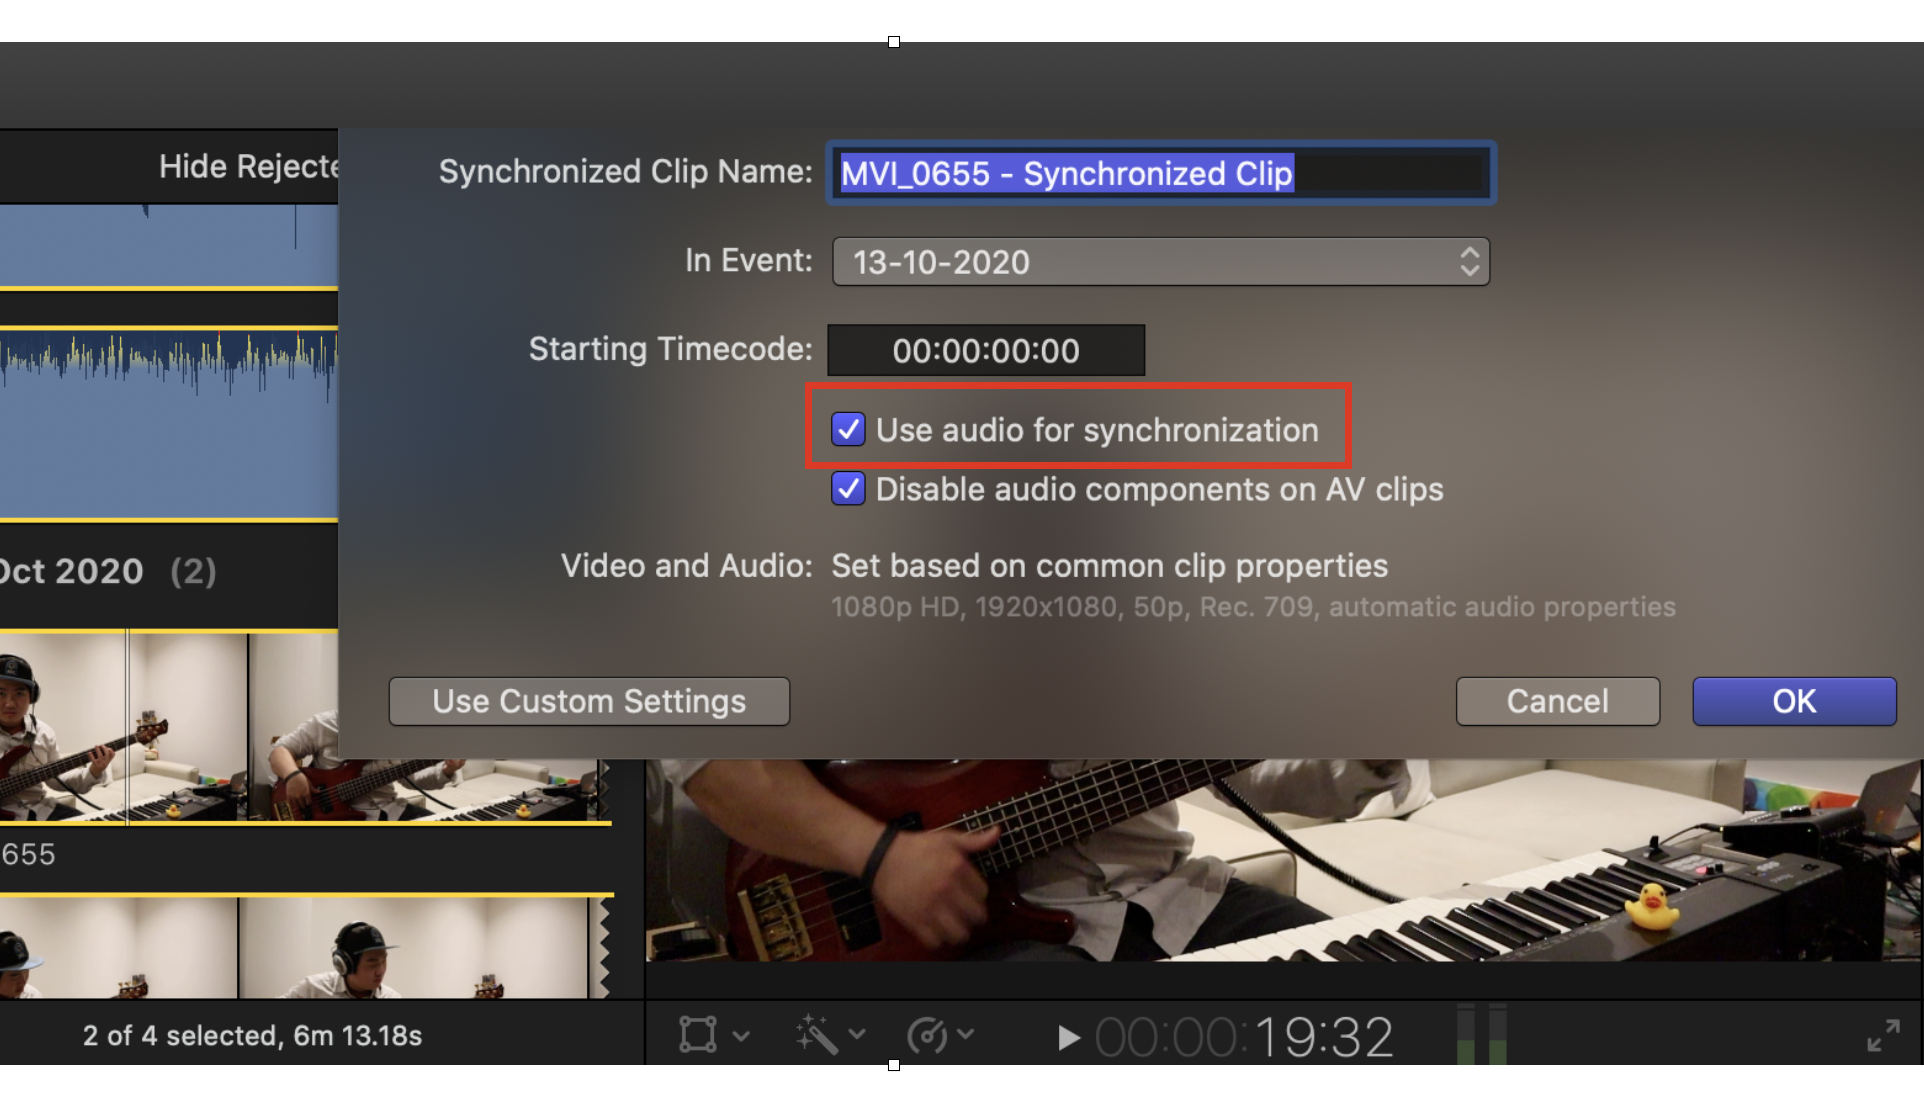 Hide Rejecte
Synchronized Clip Name: MVI_0655 - Synchronized Clip
In Event: 13-10-2020
Starting Timecode: 00:00:00:00
Use audio for synchronization
Disable audio components on AV clips
Oct 2020 (2)
Video and Audio: Set based on common clip properties
1080p HD, 1920x1080, 50p, Rec. 709, automatic audio properties
Use Custom Settings Cancel OK
655
2 of 4 selected, 6m 13.18s 00:00:19:32